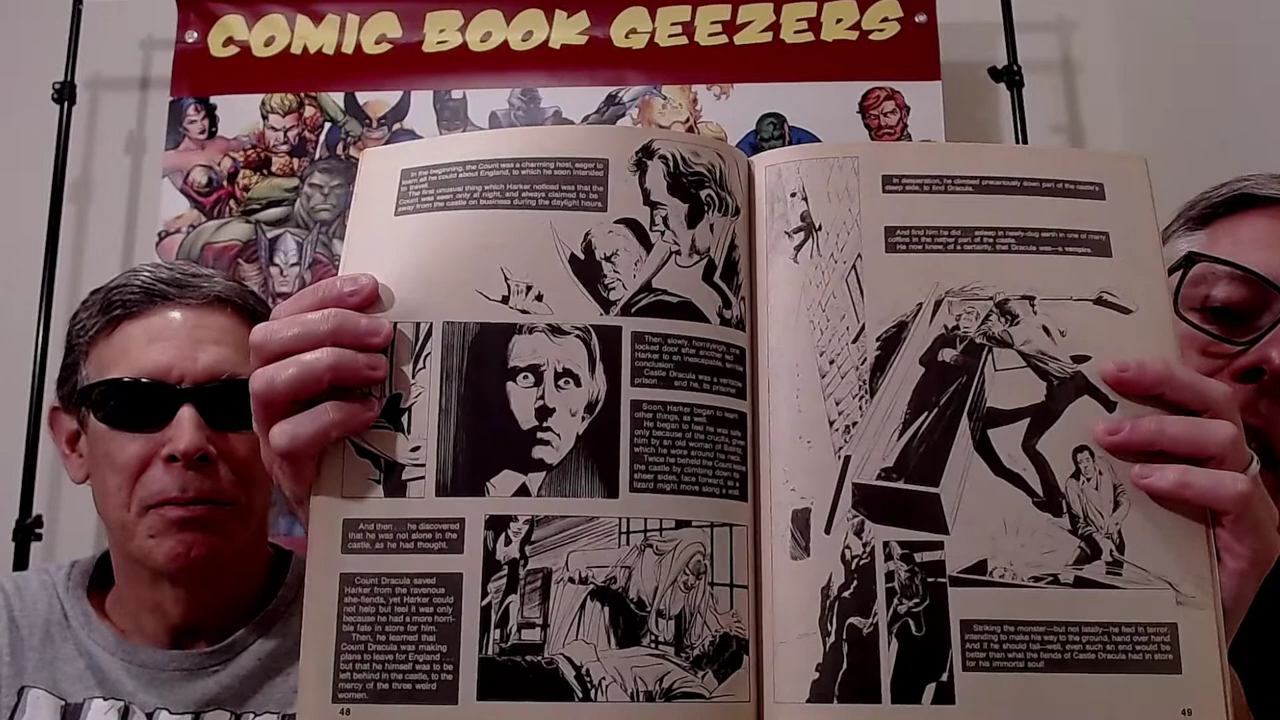 COMIC BOOK GEEZERS
In the beginning, the Count was a charming host, eager to
learn all he could about England, to which he soon intended
to travel.
The first unusual thing which Harker noticed was that the
Count was seen only at night, and always claimed to be
away from the castle on business during the daylight hours.
Then, slowly, horrifyingly, one
locked door after another led
Harker to an inescapable, terrible
conclusion:
Castle Dracula was a veritable
prison . . . and he, its prisoner.
Soon, Harker began to learn
other things, as well.
He began to feel he was safe
only because of the crucifix, given
him by an old woman of Bistritz,
which he wore around his neck.
Twice he beheld the Count leave
the castle by climbing down its
sheer sides, face forward, as a
lizard might move along a wall.
And then . . . he discovered
that he was not alone in the
castle, as he had thought.
Count Dracula saved
Harker from the ravenous
she-fiends, yet Harker could
not help but feel it was only
because he had a more horri-
ble fate in store for him.
Then, he learned that
Count Dracula was making
plans to leave for England . . .
but that he himself was to be
left behind in the castle, to the
mercy of the three weird
women.
48
In desperation, he climbed precariously down part of the castle's
steep side, to find Dracula.
And find him he did . . . asleep in newly-dug earth in one of many
coffins in the nether part of the castle.
He now knew, of a certainty, that Dracula was—a vampire.
Striking the monster—but not fatally—he fled in terror,
intending to make his way to the ground, hand over hand.
And if he should fall—well, even such an end would be
better than what the fiends of Castle Dracula had in store
for his immortal soul!
49